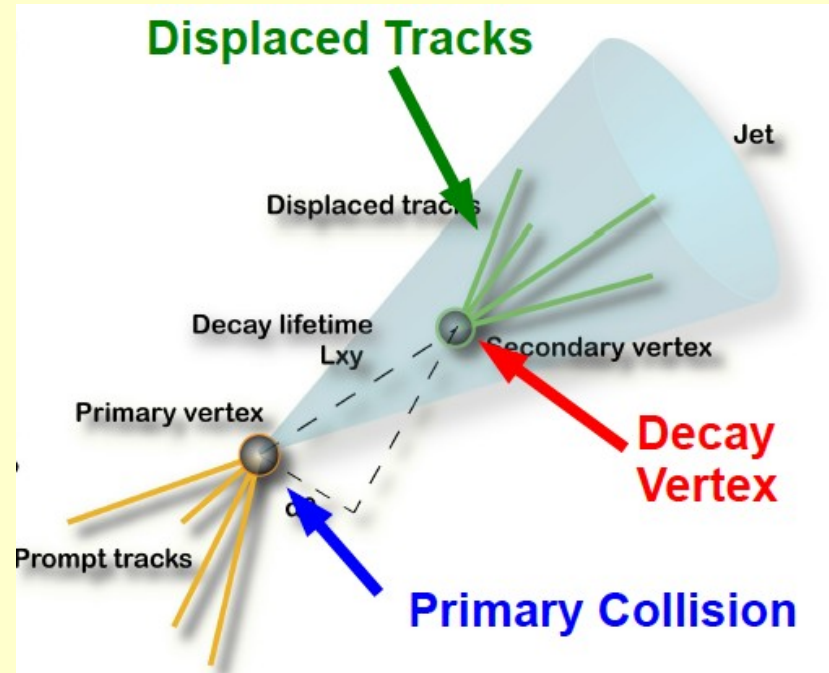 Displaced Tracks
Jet
Displaced tracks
Decay lifetime
Lxy
Secondary vertex
Primary vertex
Decay
Vertex
Prompt tracks
Primary Collision